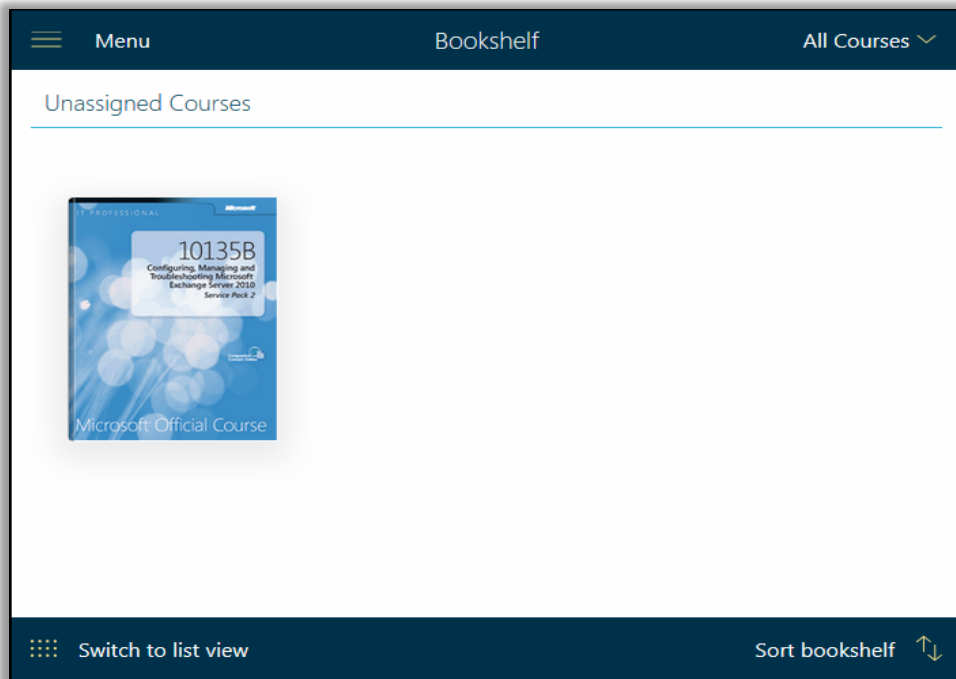 Menu
Bookshelf
All Courses
Unassigned Courses
IT PROFESSIONAL
Microsoft
10135B
Configuring, Managing and
Troubleshooting Microsoft
Exchange Server 2010
Service Pack 2
Microsoft Official Course
Switch to list view
Sort bookshelf